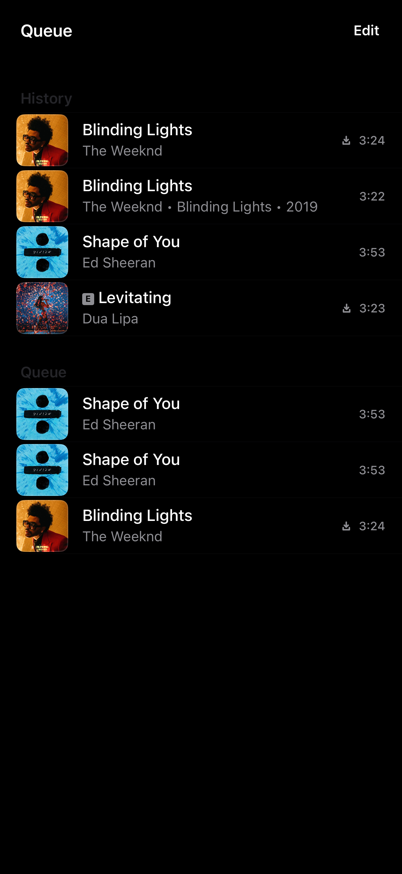 Queue
Edit
History
Blinding Lights
The Weeknd
3:24
Blinding Lights
The Weeknd • Blinding Lights • 2019
3:22
Shape of You
Ed Sheeran
3:53
E Levitating
Dua Lipa
3:23
Queue
Shape of You
Ed Sheeran
3:53
Shape of You
Ed Sheeran
3:53
Blinding Lights
The Weeknd
3:24